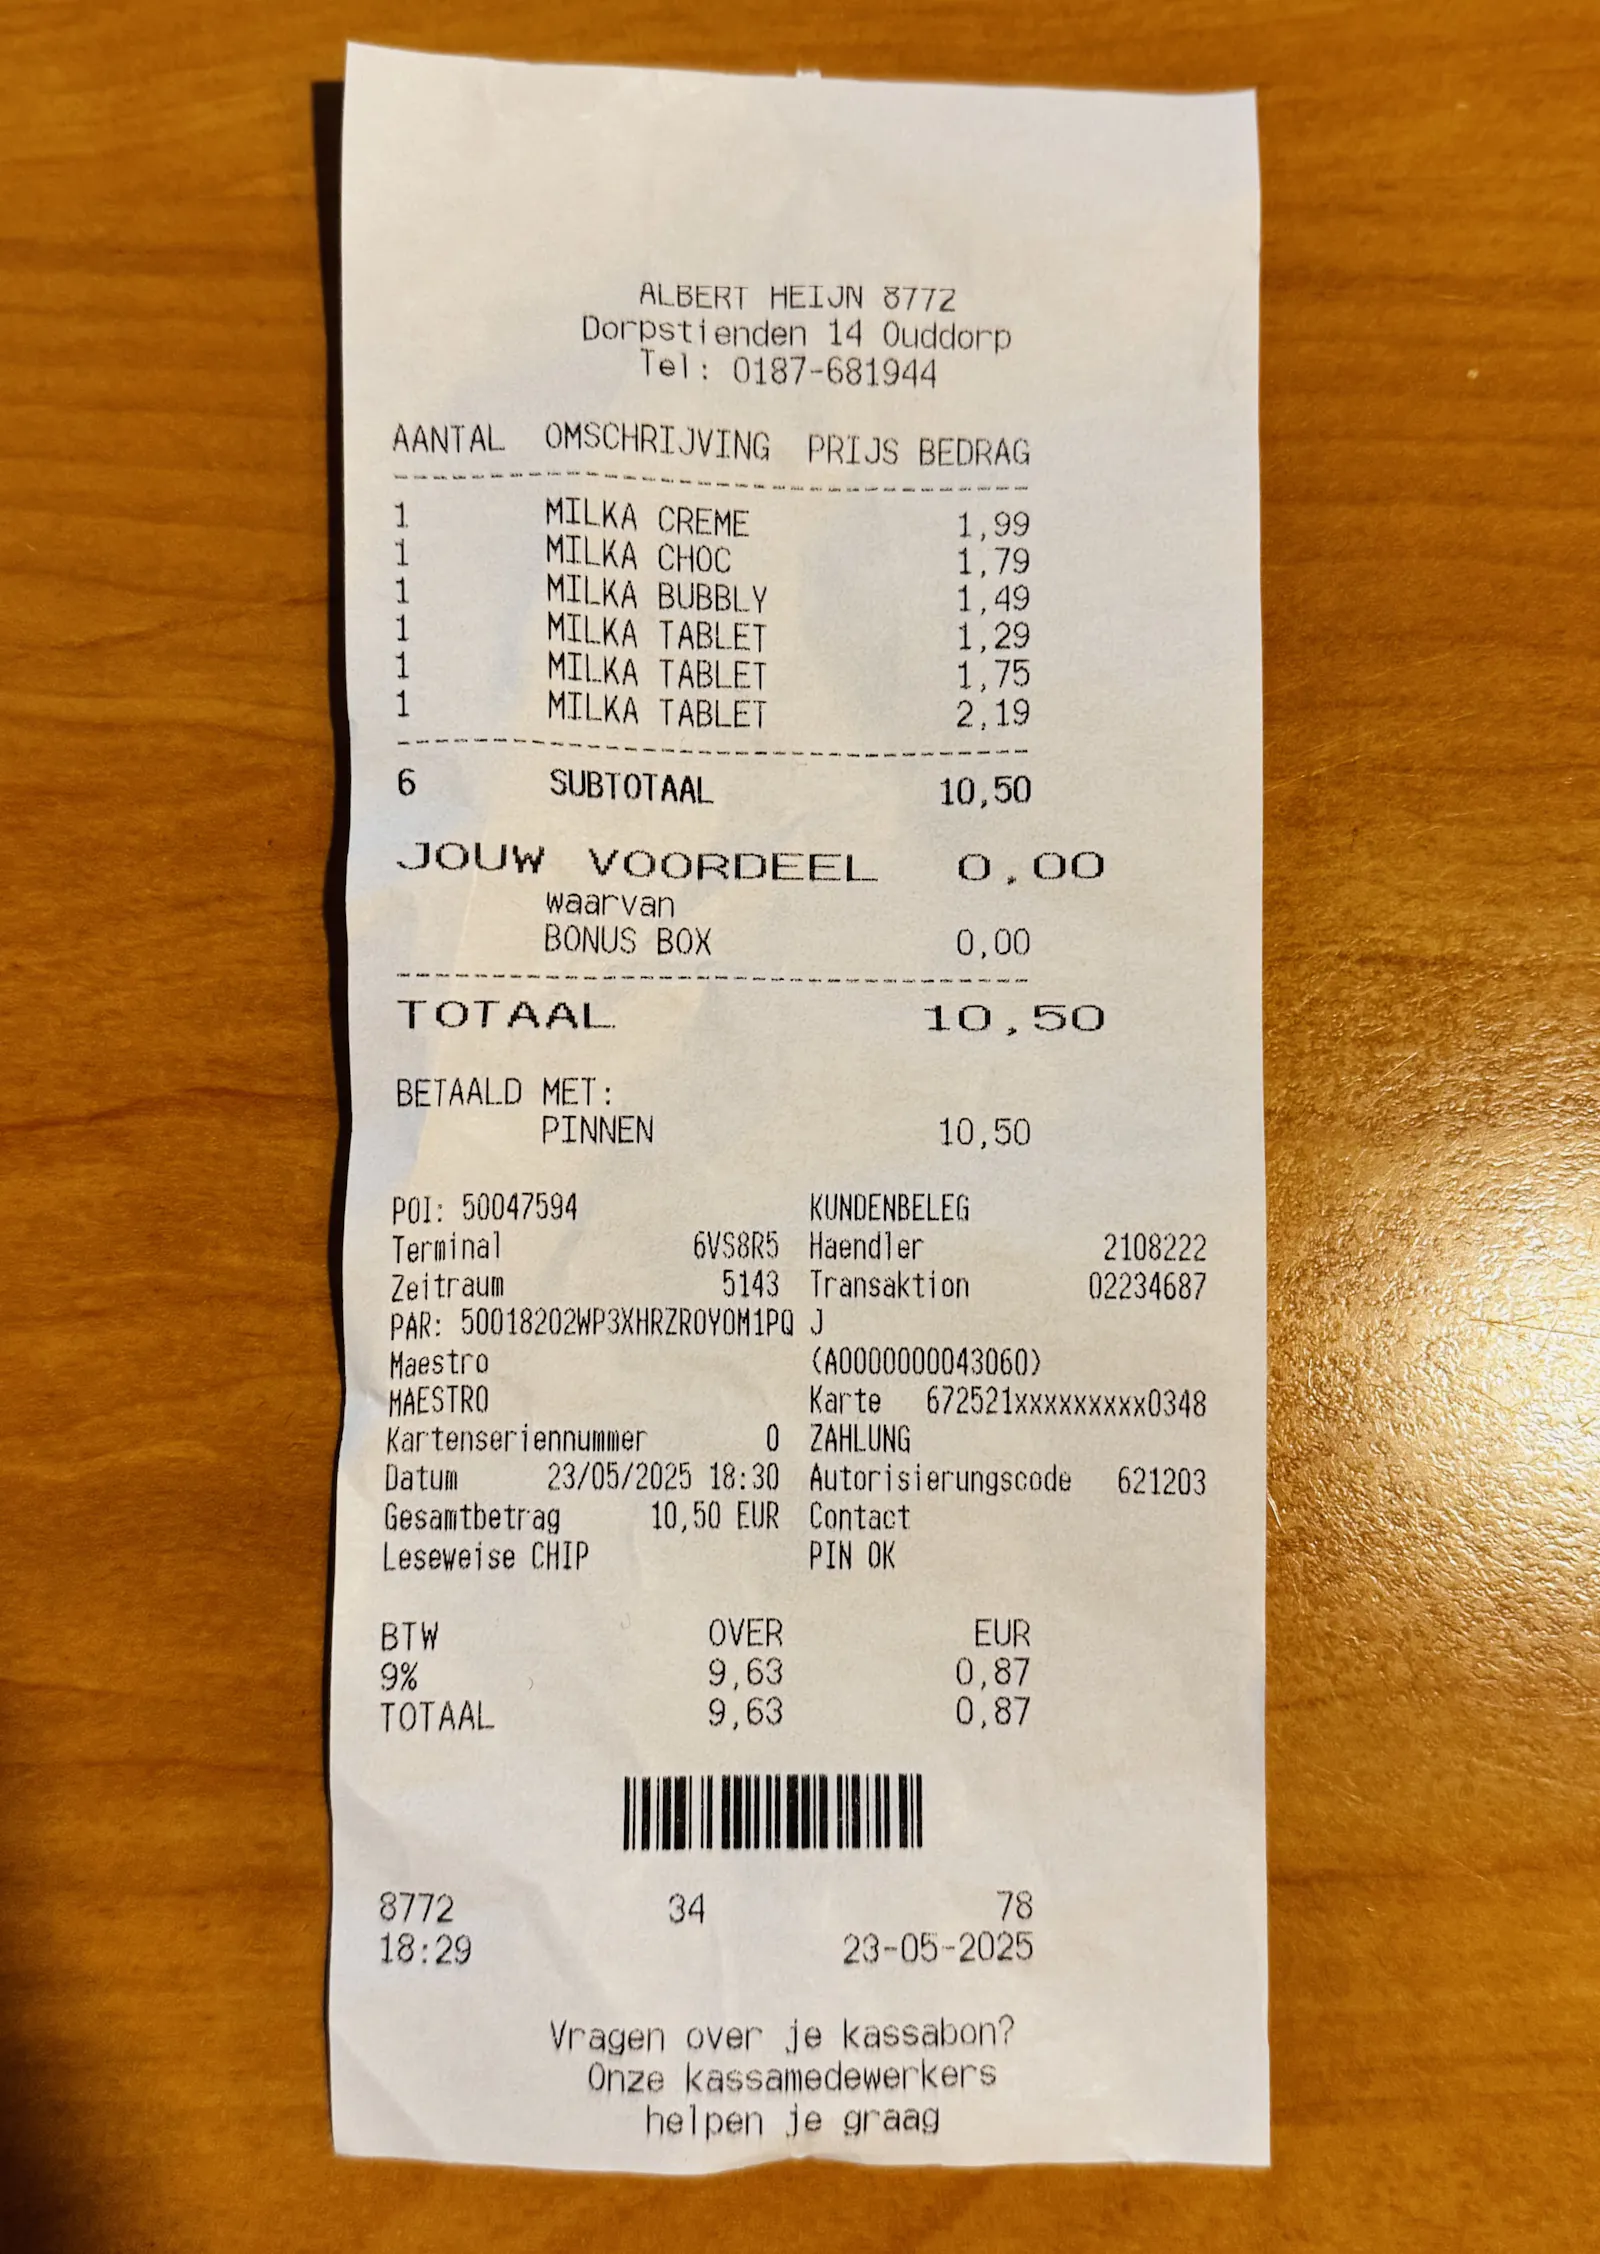 ALBERT HEIJN 8772
Dorpstienden 14 Ouddorp
Tel: 0187-681944
AANTAL OMSCHRIJVING PRIJS BEDRAG
1 MILKA CREME 1,99
1 MILKA CHOC 1,79
1 MILKA BUBBLY 1,49
1 MILKA TABLET 1,29
1 MILKA TABLET 1,75
1 MILKA TABLET 2,19
6 SUBTOTAAL 10,50
JOUW VOORDEEL 0,00
waarvan
BONUS BOX 0,00
TOTAAL 10,50
BETAALD MET:
PINNEN 10,50
POI: 50047594 KUNDENBELEG
Terminal 6VS8R5 Haendler 2108222
Zeitraum 5143 Transaktion 02234687
PAR: 50018202WP3XHRZROYOM1PQ J
Maestro (A0000000043060)
MAESTRO Karte 672521xxxxxxxxx0348
Kartenseriennummer 0 ZAHLUNG
Datum 23/05/2025 18:30 Autorisierungscode 621203
Gesamtbetrag 10,50 EUR Contact
Leseweise CHIP PIN OK
BTW OVER EUR
9% 9,63 0,87
TOTAAL 9,63 0,87
8772 34 78
18:29 23-05-2025
Vragen over je kassabon?
Onze kassamedewerkers
helpen je graag